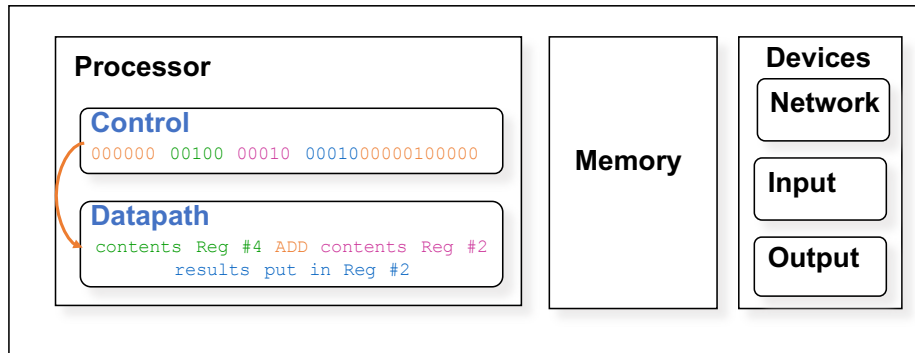 Processor
Control
000000 00100 00010 0001000000100000
Datapath
contents Reg #4 ADD contents Reg #2
results put in Reg #2
Memory
Devices
Network
Input
Output